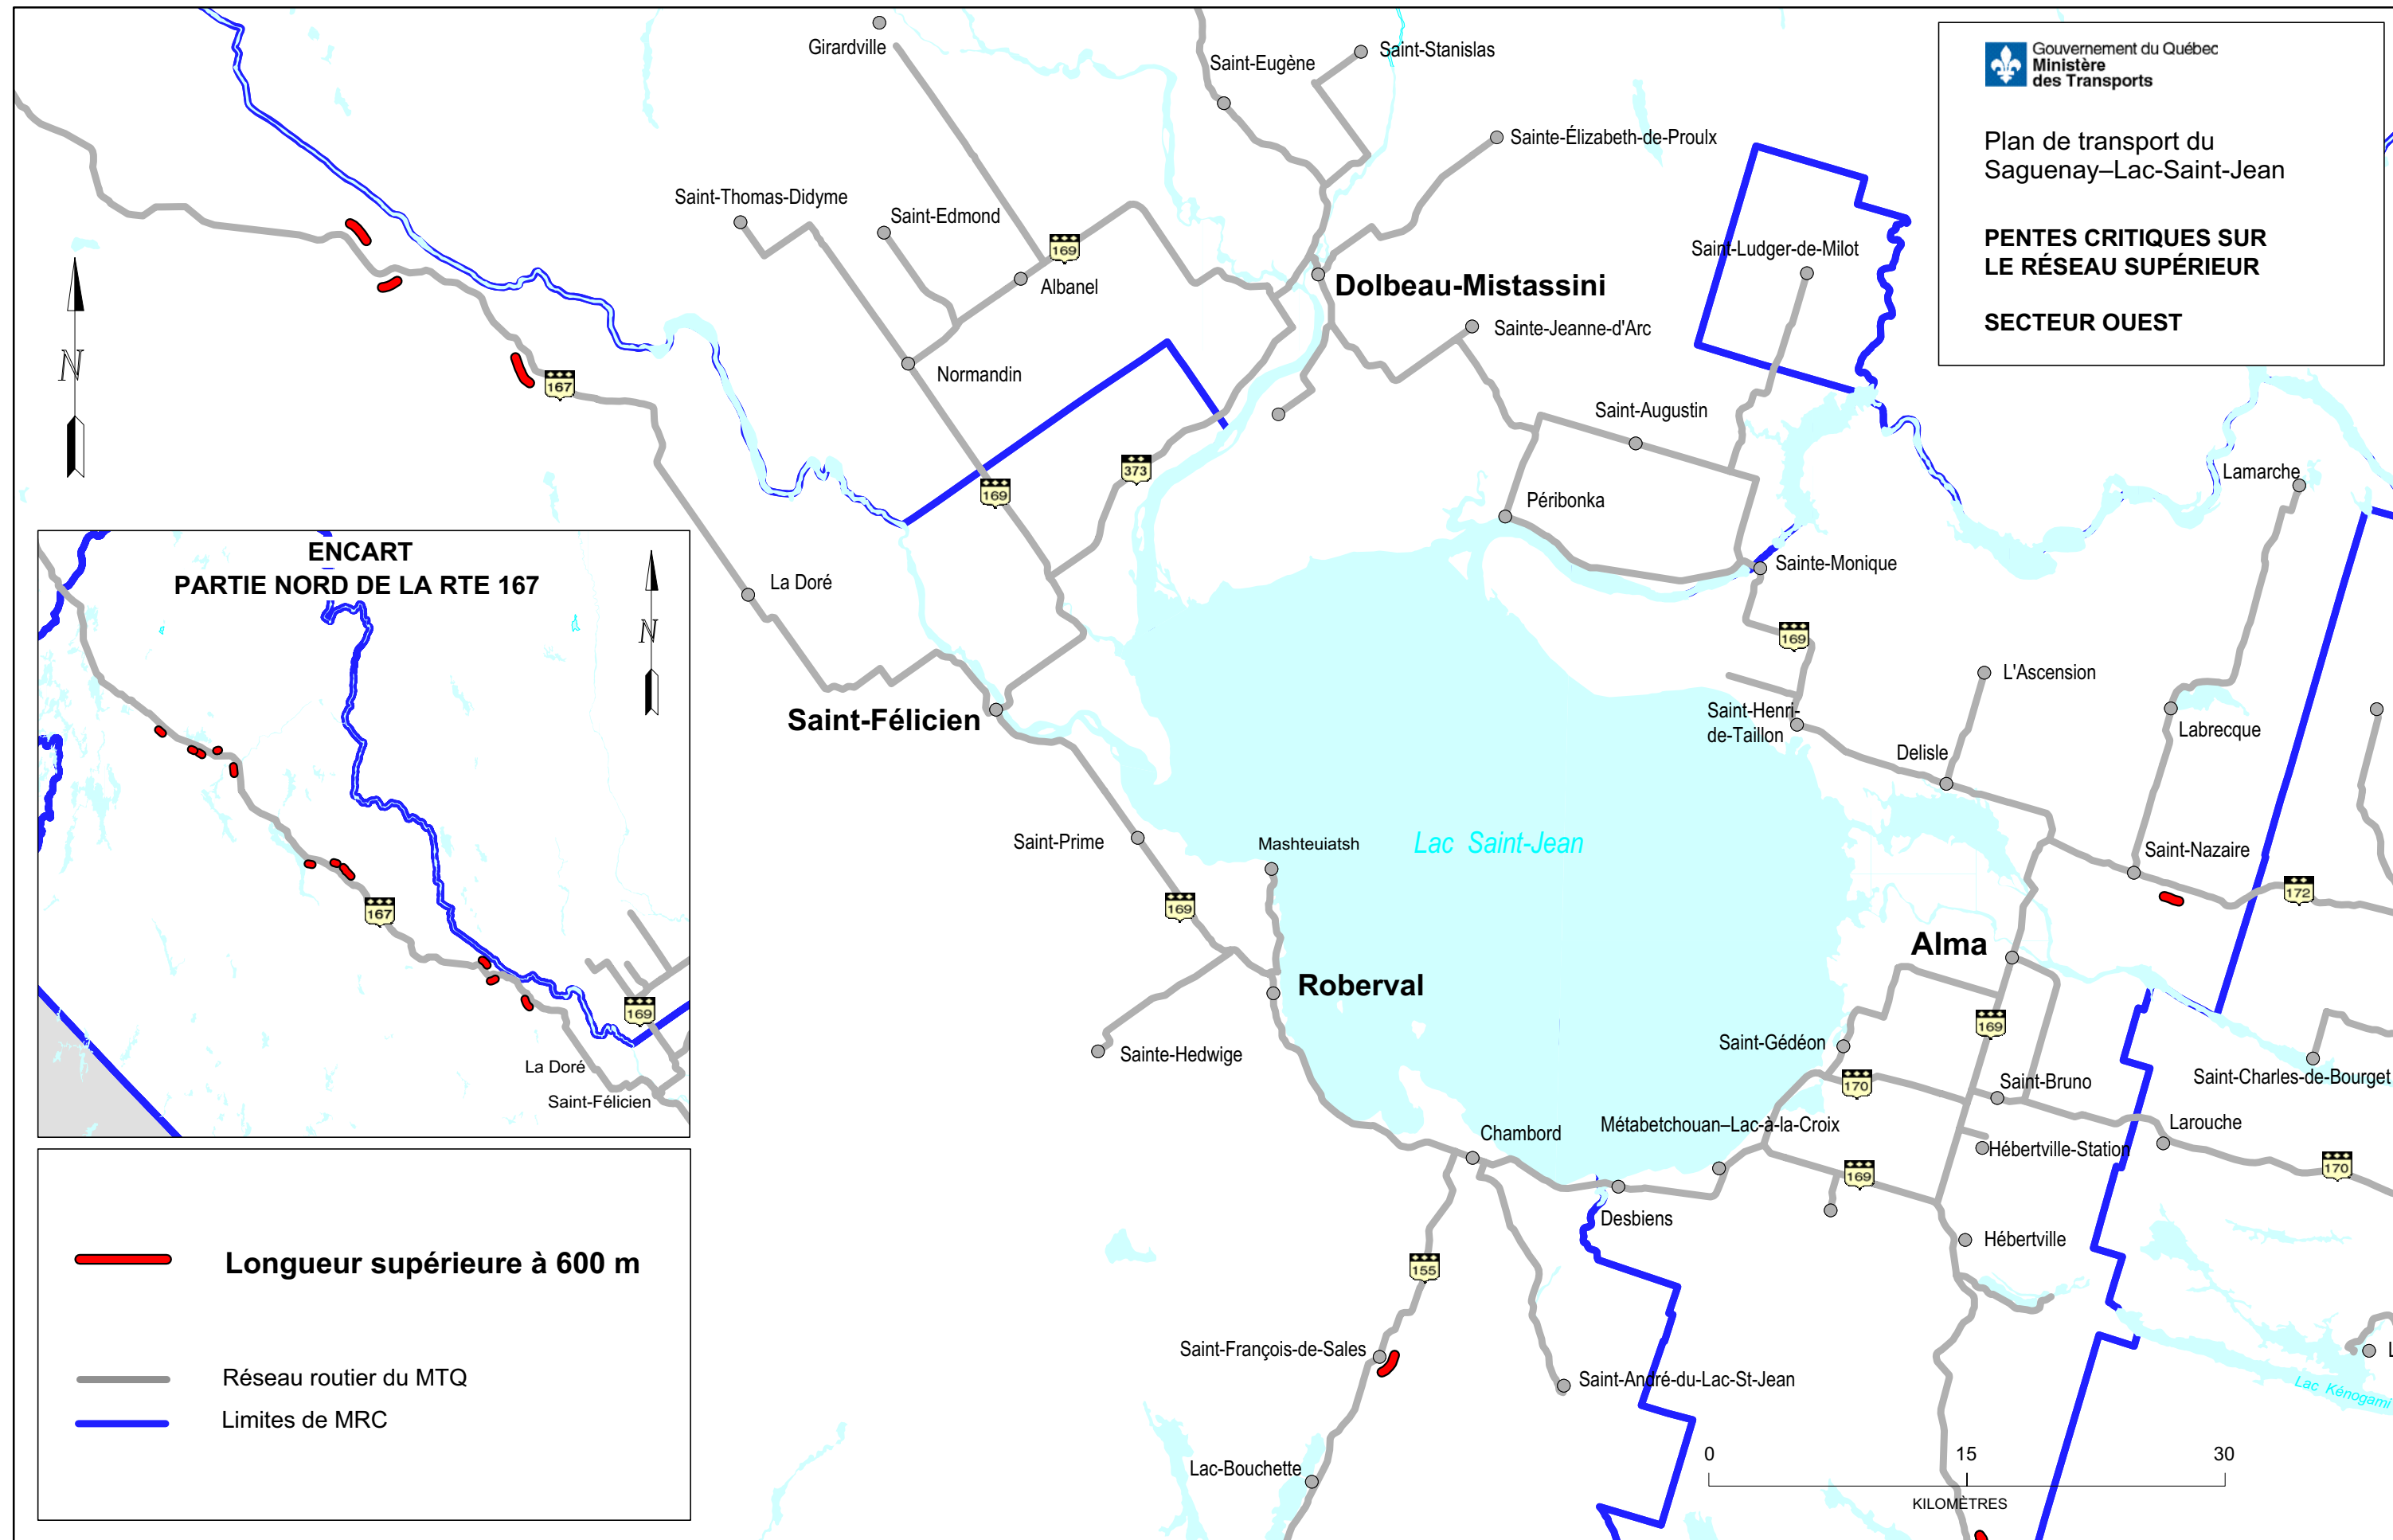 Gouvernement du Québec
Ministère
des Transports
Plan de transport du
Saguenay–Lac-Saint-Jean
PENTES CRITIQUES SUR
LE RÉSEAU SUPÉRIEUR
SECTEUR OUEST
Girardville
Saint-Eugène
Saint-Stanislas
Sainte-Élizabeth-de-Proulx
Saint-Thomas-Didyme
Saint-Edmond
169
Albanel
Dolbeau-Mistassini
Saint-Ludger-de-Milot
Sainte-Jeanne-d'Arc
N
167
Normandin
Saint-Augustin
373
169
Lamarche
Péribonka
Sainte-Monique
La Doré
169
L'Ascension
Saint-Félicien
Saint-Henri-
de-Taillon
Labrecque
Delisle
Saint-Prime
Mashteuiatsh
Lac Saint-Jean
Saint-Nazaire
172
169
Alma
Roberval
169
Sainte-Hedwige
Saint-Gédéon
170
Saint-Bruno
Saint-Charles-de-Bourget
Chambord
Métabetchouan–Lac-à-la-Croix
Larouche
Hébertville-Station
170
169
Desbiens
Hébertville
155
Saint-François-de-Sales
Saint-André-du-Lac-St-Jean
L
Lac Kénogami
Lac-Bouchette
0 15 30
KILOMÈTRES
ENCART
PARTIE NORD DE LA RTE 167
N
167
169
La Doré
Saint-Félicien
Longueur supérieure à 600 m
Réseau routier du MTQ
Limites de MRC